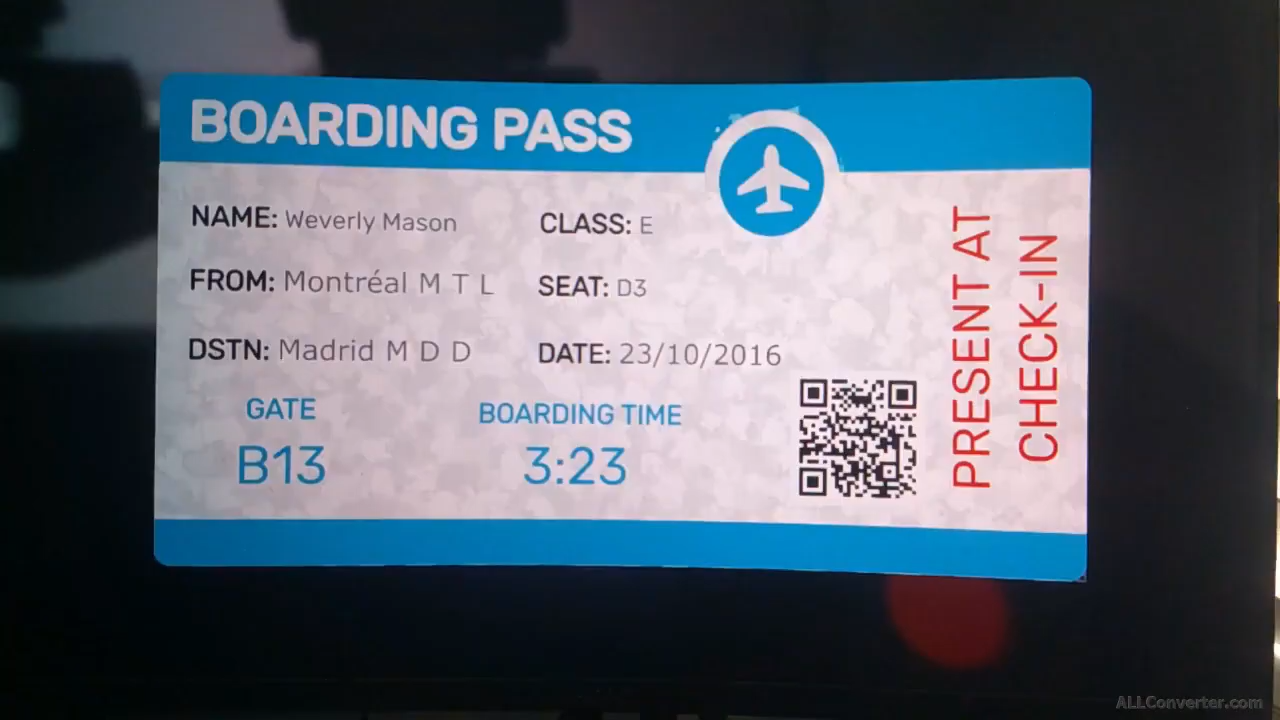 BOARDING PASS
NAME: Weverly Mason
CLASS: E
FROM: Montréal M T L
SEAT: D3
DSTN: Madrid M D D
DATE: 23/10/2016
GATE
BOARDING TIME
B13
3:23
PRESENT AT
CHECK-IN
ALLConverter.com